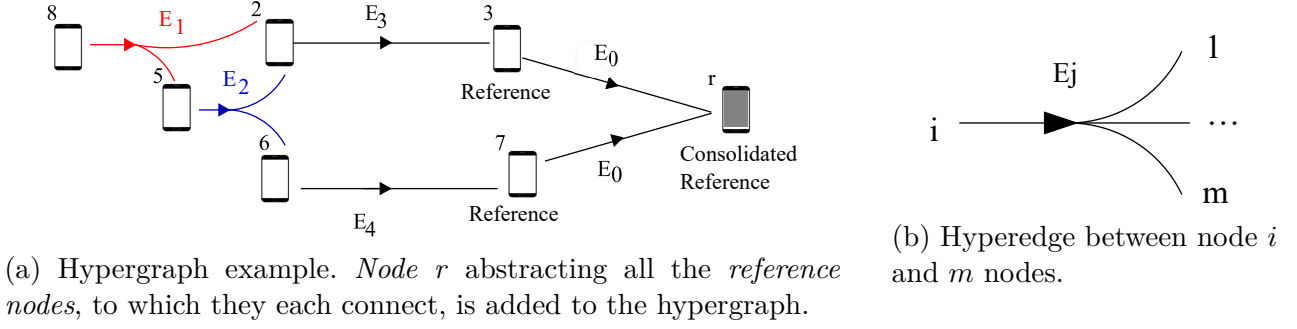 8
E1
2
E3
3
E0
r
5
E2
Reference
6
7
E0
Consolidated
Reference
E4
Reference
(a) Hypergraph example. Node r abstracting all the reference
nodes, to which they each connect, is added to the hypergraph.
Ej
l
i
...
m
(b) Hyperedge between node i
and m nodes.